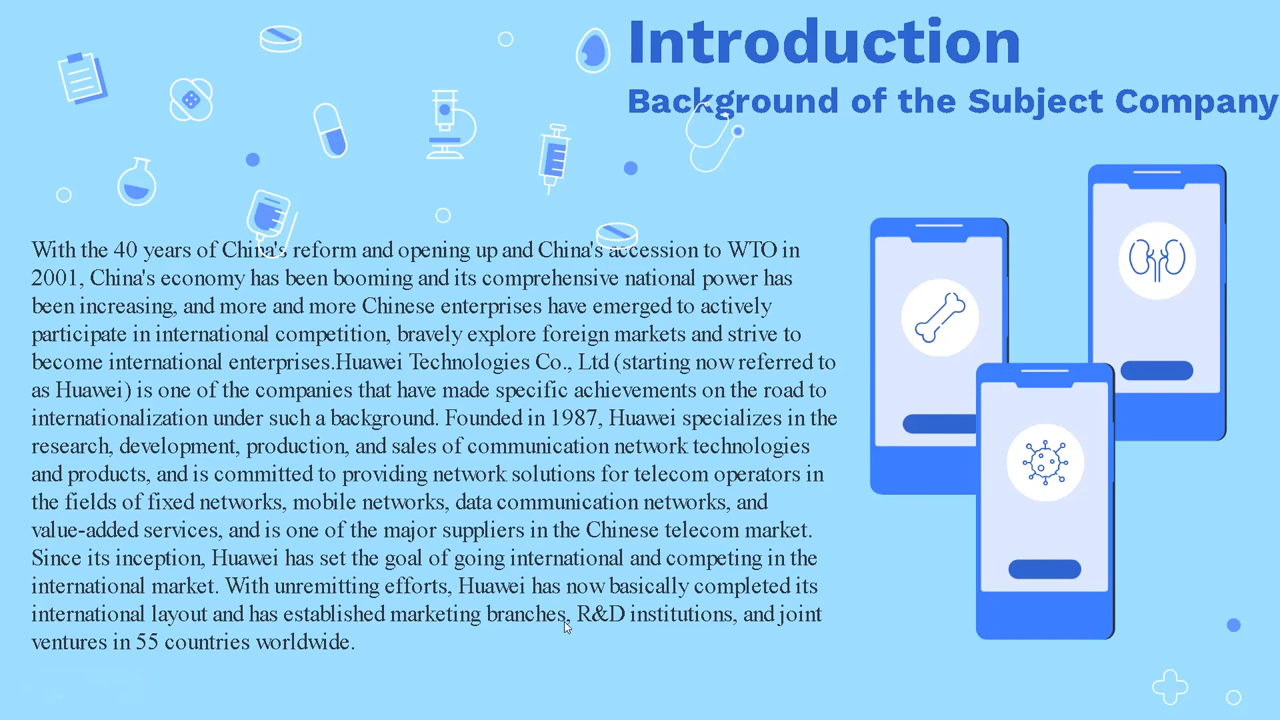 Introduction
Background of the Subject Company
With the 40 years of China's reform and opening up and China's accession to WTO in
2001, China's economy has been booming and its comprehensive national power has
been increasing, and more and more Chinese enterprises have emerged to actively
participate in international competition, bravely explore foreign markets and strive to
become international enterprises.Huawei Technologies Co., Ltd (starting now referred to
as Huawei) is one of the companies that have made specific achievements on the road to
internationalization under such a background. Founded in 1987, Huawei specializes in the
research, development, production, and sales of communication network technologies
and products, and is committed to providing network solutions for telecom operators in
the fields of fixed networks, mobile networks, data communication networks, and
value-added services, and is one of the major suppliers in the Chinese telecom market.
Since its inception, Huawei has set the goal of going international and competing in the
international market. With unremitting efforts, Huawei has now basically completed its
international layout and has established marketing branches, R&D institutions, and joint
ventures in 55 countries worldwide.